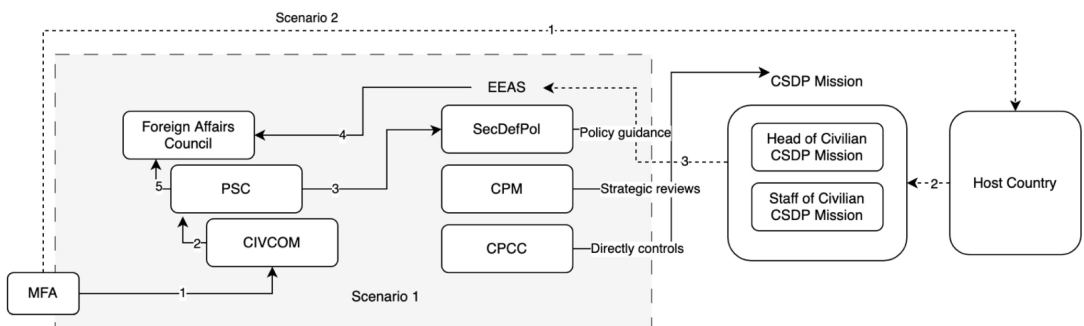 Scenario 2
1
EEAS
CSDP Mission
Foreign Affairs
Council
4
SecDefPol
Policy guidance
Head of Civilian
CSDP Mission
3
5
PSC
3
CPM
Strategic reviews
2
Host Country
Staff of Civilian
CSDP Mission
2
CIVCOM
CPCC
Directly controls
MFA
1
Scenario 1